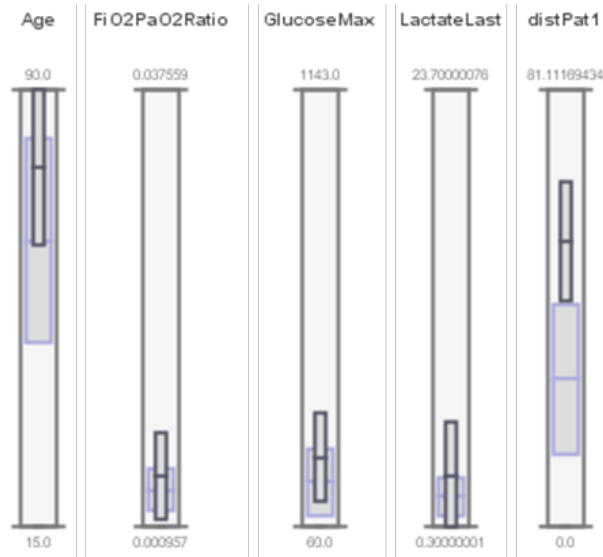 Age FiO2PaO2Ratio GlucoseMax LactateLast distPat1
90.0 0.037559 1143.0 23.70000076 81.11169434
15.0 0.000957 60.0 0.30000001 0.0